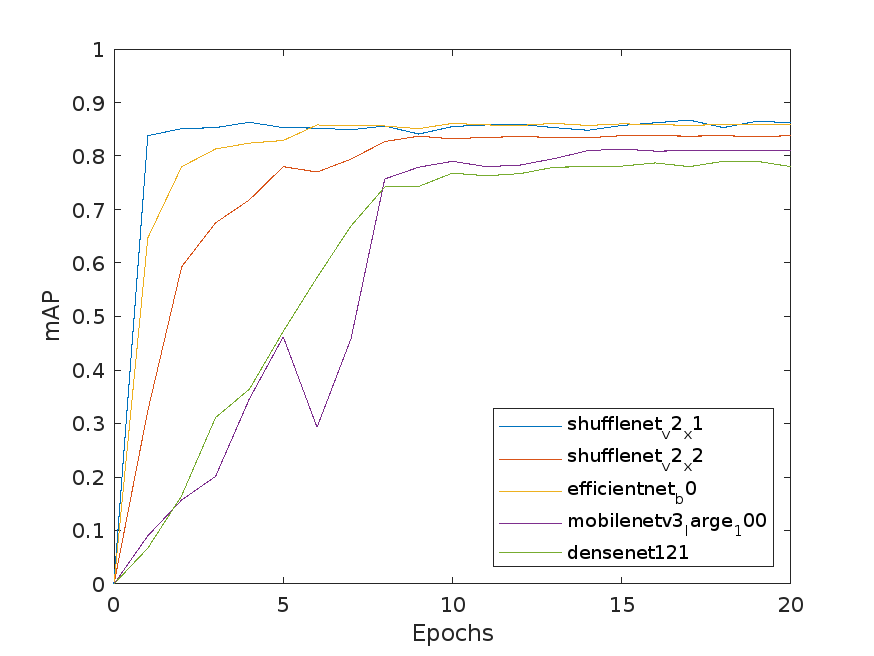 1
0.9
0.8
0.7
0.6
0.5
0.4
0.3
0.2
0.1
0
mAP
shufflenet_v2_x1
shufflenet_v2_x2
efficientnet_b0
mobilenetv3_large_100
densenet121
0 5 10 15 20
Epochs